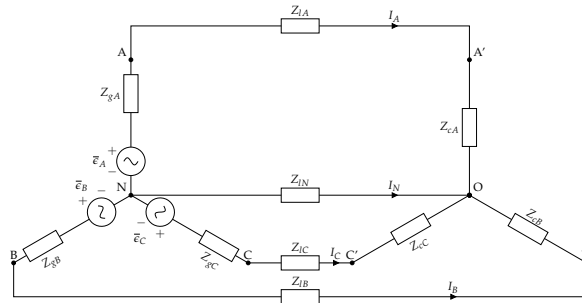 Z_{lA} I_A
A A′
Z_{gA} Z_{cA}
+
ε̅_A
−
N Z_{lN} I_N O
ε̅_B − − Z_{cB}
+ ε̅_C +
B Z_{gB} Z_{gC} C Z_{lC} I_C C′ Z_{cC}
Z_{lB} I_B